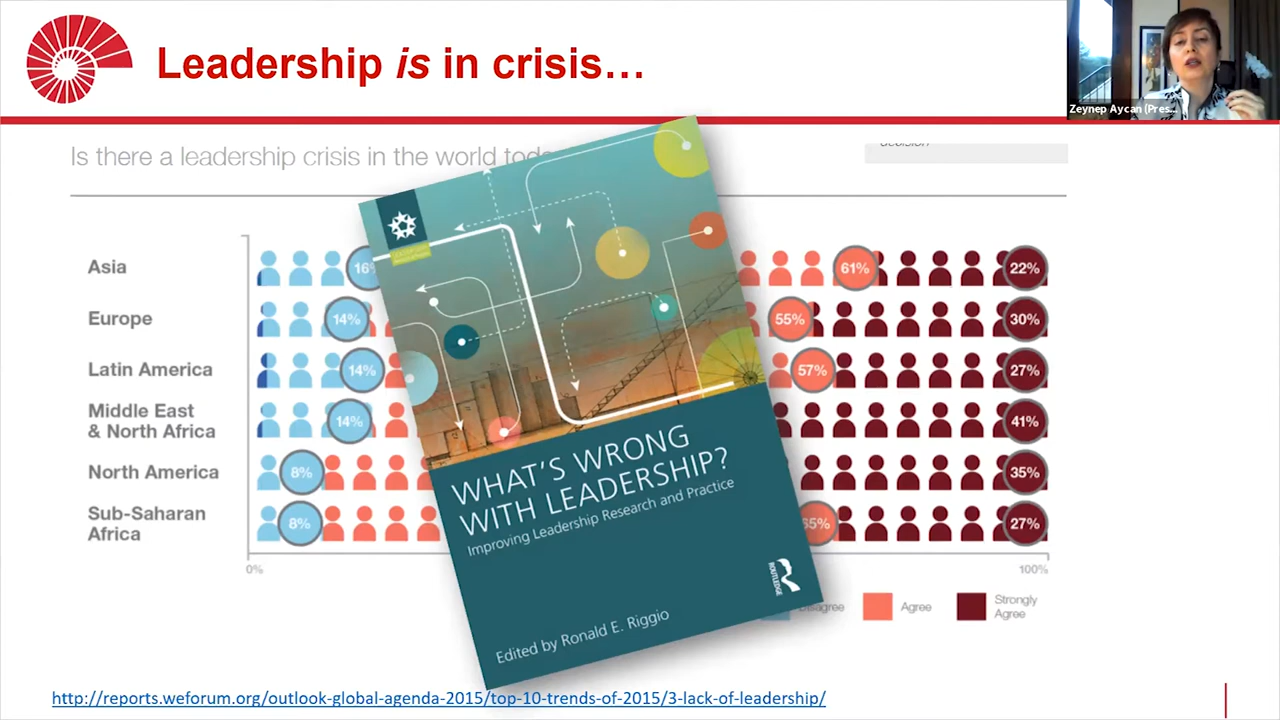 Leadership is in crisis…
Zeynep Aycan (Pres...
Is there a leadership crisis in the world
decision
Asia
16%
61%
22%
Europe
14%
55%
30%
Latin America
14%
57%
27%
Middle East
& North Africa
14%
41%
North America
8%
35%
Sub-Saharan
Africa
8%
27%
0%
100%
Agree
Strongly
Agree
WHAT'S WRONG
WITH LEADERSHIP?
Improving Leadership Research and Practice
ROUTLEDGE
Edited by Ronald E. Riggio
http://reports.weforum.org/outlook-global-agenda-2015/top-10-trends-of-2015/3-lack-of-leadership/